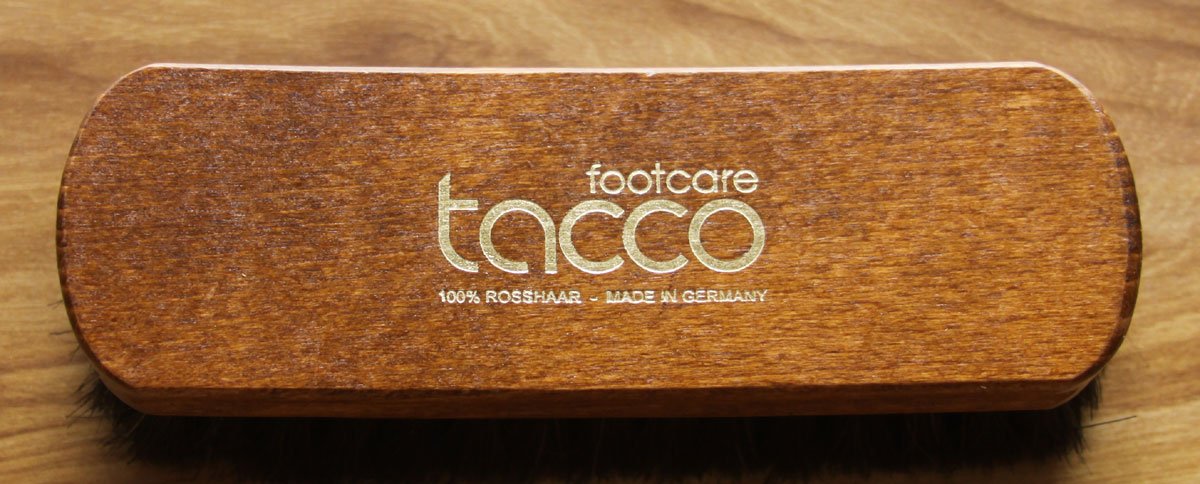 footcare
tacco
100% ROSSHAAR - MADE IN GERMANY